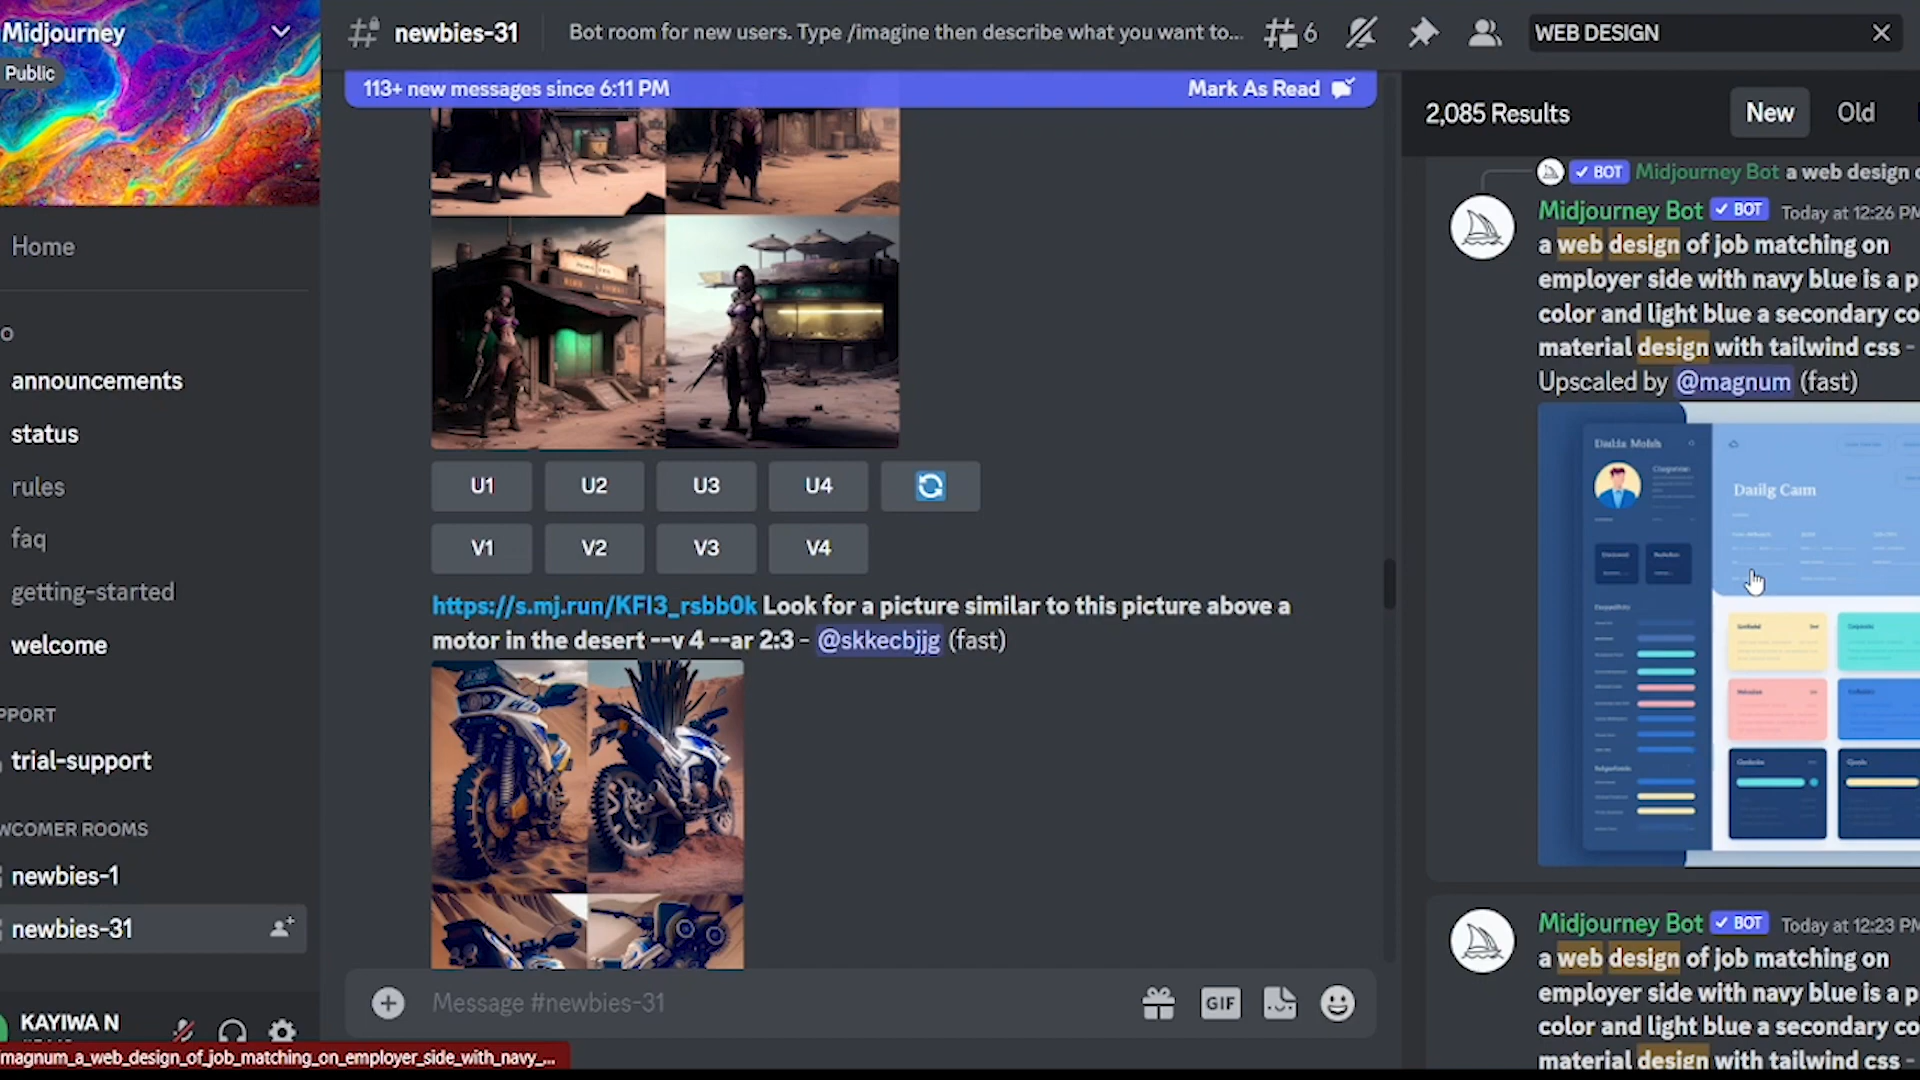 Midjourney
Public
Home
O
announcements
status
rules
faq
getting-started
welcome
PPORT
trial-support
WCOMER ROOMS
newbies-1
newbies-31
KAYIWA N
magnum_a_web_design_of_job_matching_on_employer_side_with_navy_...
newbies-31
Bot room for new users. Type /imagine then describe what you want to...
6
WEB DESIGN
113+ new messages since 6:11 PM
Mark As Read
U1 U2 U3 U4
V1 V2 V3 V4
https://s.mj.run/KFI3_rsbb0k Look for a picture similar to this picture above a
motor in the desert --v 4 --ar 2:3 - @skkecbjjg (fast)
Message #newbies-31
GIF
2,085 Results
New
Old
BOT Midjourney Bot a web design
Midjourney Bot BOT Today at 12:26 PM
a web design of job matching on
employer side with navy blue is a p
color and light blue a secondary co
material design with tailwind css -
Upscaled by @magnum (fast)
Dailg Caım
Midjourney Bot BOT Today at 12:23 PM
a web design of job matching on
employer side with navy blue is a p
color and light blue a secondary co
material design with tailwind css -